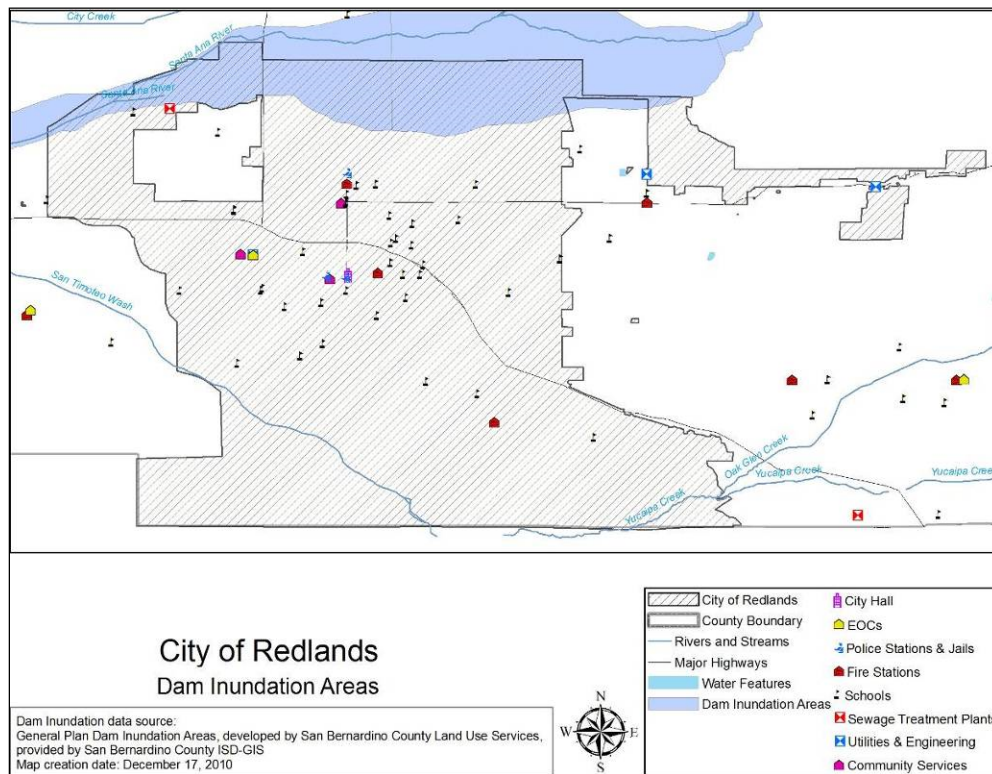 City Creek
Santa Ana River
Santa Ana River
San Timoteo Wash
Oak Glen Creek
Yucaipa Creek
Yucaipa Creek
Yucaipa Creek
City of Redlands
Dam Inundation Areas
Dam Inundation data source:
General Plan Dam Inundation Areas, developed by San Bernardino County Land Use Services,
provided by San Bernardino County ISD-GIS
Map creation date: December 17, 2010
N
W
E
S
City of Redlands
County Boundary
Rivers and Streams
Major Highways
Water Features
Dam Inundation Areas
City Hall
EOCs
Police Stations & Jails
Fire Stations
Schools
Sewage Treatment Plants
Utilities & Engineering
Community Services